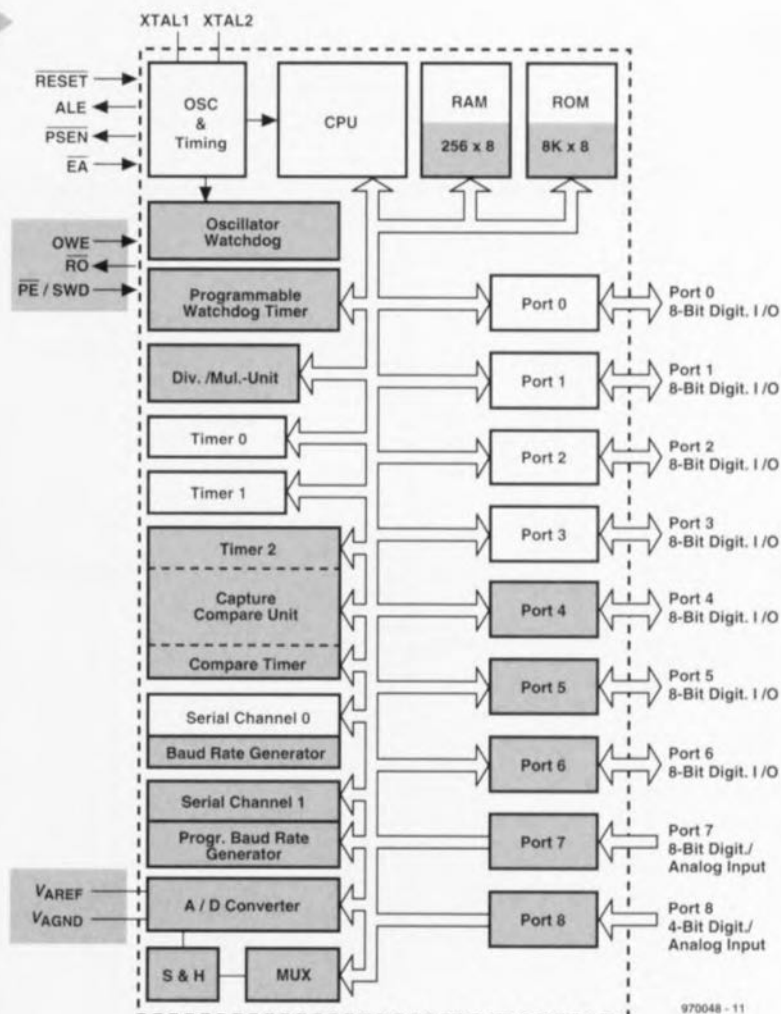 XTAL1 XTAL2
RESET
ALE
PSEN
EA
OSC
&
Timing
CPU
RAM
256 x 8
ROM
8K x 8
OWE
RO
PE / SWD
Oscillator
Watchdog
Programmable
Watchdog Timer
Div. /Mul.-Unit
Timer 0
Timer 1
Timer 2
Capture
Compare Unit
Compare Timer
Serial Channel 0
Baud Rate Generator
Serial Channel 1
Progr. Baud Rate
Generator
VAREF
VAGND
A / D Converter
S & H
MUX
Port 0
Port 0
8-Bit Digit. I /O
Port 1
Port 1
8-Bit Digit. I /O
Port 2
Port 2
8-Bit Digit. I /O
Port 3
Port 3
8-Bit Digit. I /O
Port 4
Port 4
8-Bit Digit. I /O
Port 5
Port 5
8-Bit Digit. I /O
Port 6
Port 6
8-Bit Digit. I /O
Port 7
Port 7
8-Bit Digit./
Analog Input
Port 8
Port 8
4-Bit Digit./
Analog Input
970048 - 11